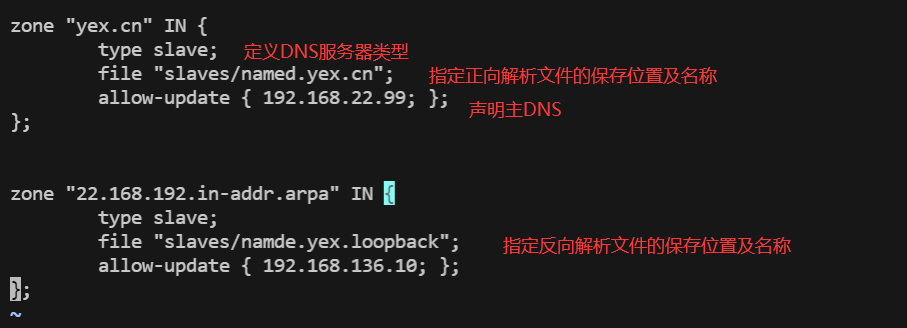 zone "yex.cn" IN {
type slave; 定义DNS服务器类型
file "slaves/named.yex.cn"; 指定正向解析文件的保存位置及名称
allow-update { 192.168.22.99; };
声明主DNS
};
zone "22.168.192.in-addr.arpa" IN {
type slave;
file "slaves/namde.yex.loopback"; 指定反向解析文件的保存位置及名称
allow-update { 192.168.136.10; };
};
~